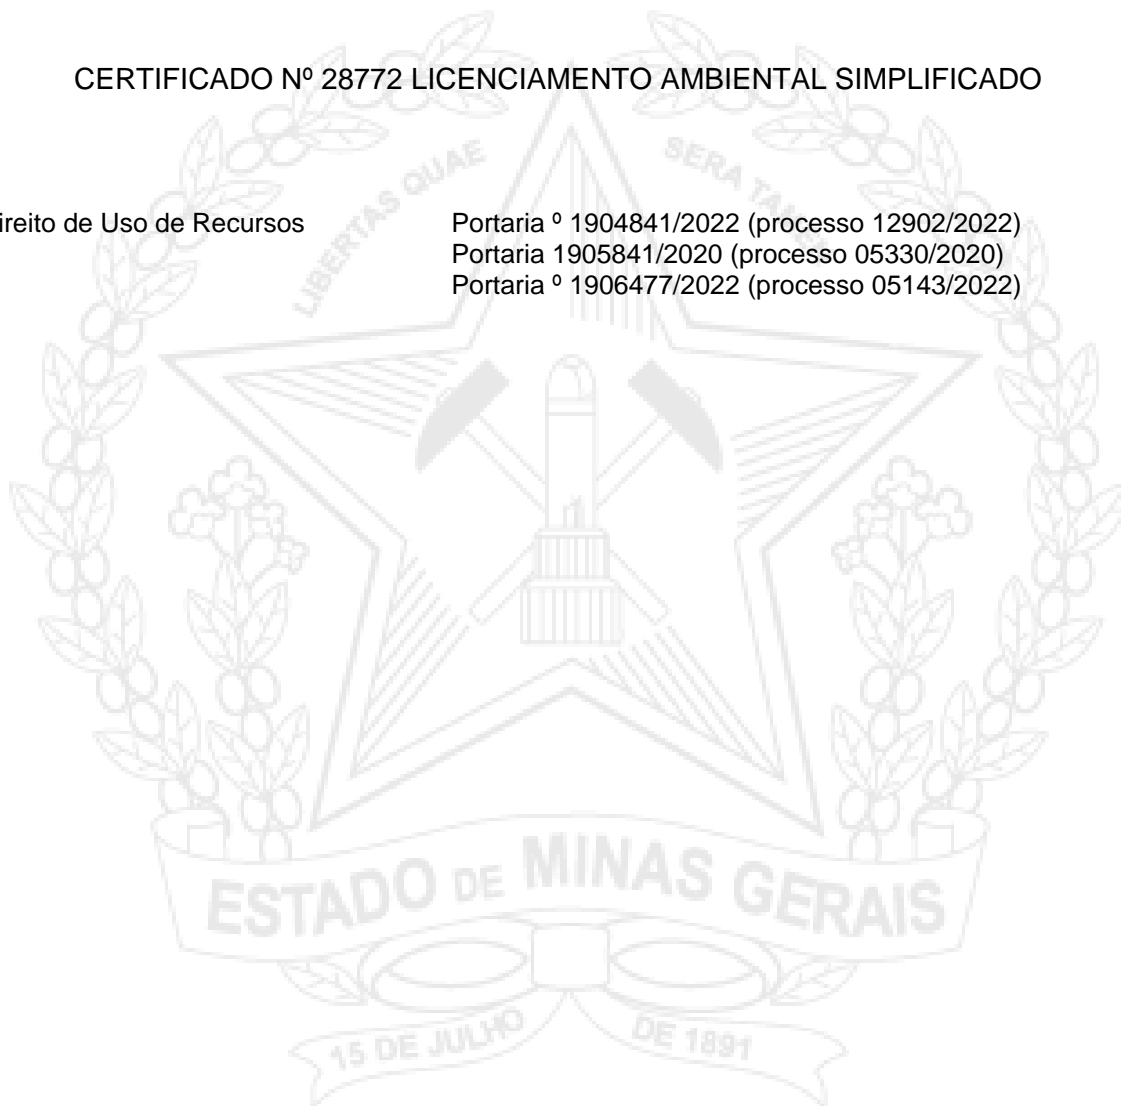 CERTIFICADO Nº 28772 LICENCIAMENTO AMBIENTAL SIMPLIFICADO
LIBERTAS QUAE SERA TAMEN
ireito de Uso de Recursos Portaria º 1904841/2022 (processo 12902/2022)
Portaria 1905841/2020 (processo 05330/2020)
Portaria º 1906477/2022 (processo 05143/2022)
ESTADO DE MINAS GERAIS
15 DE JULHO DE 1891